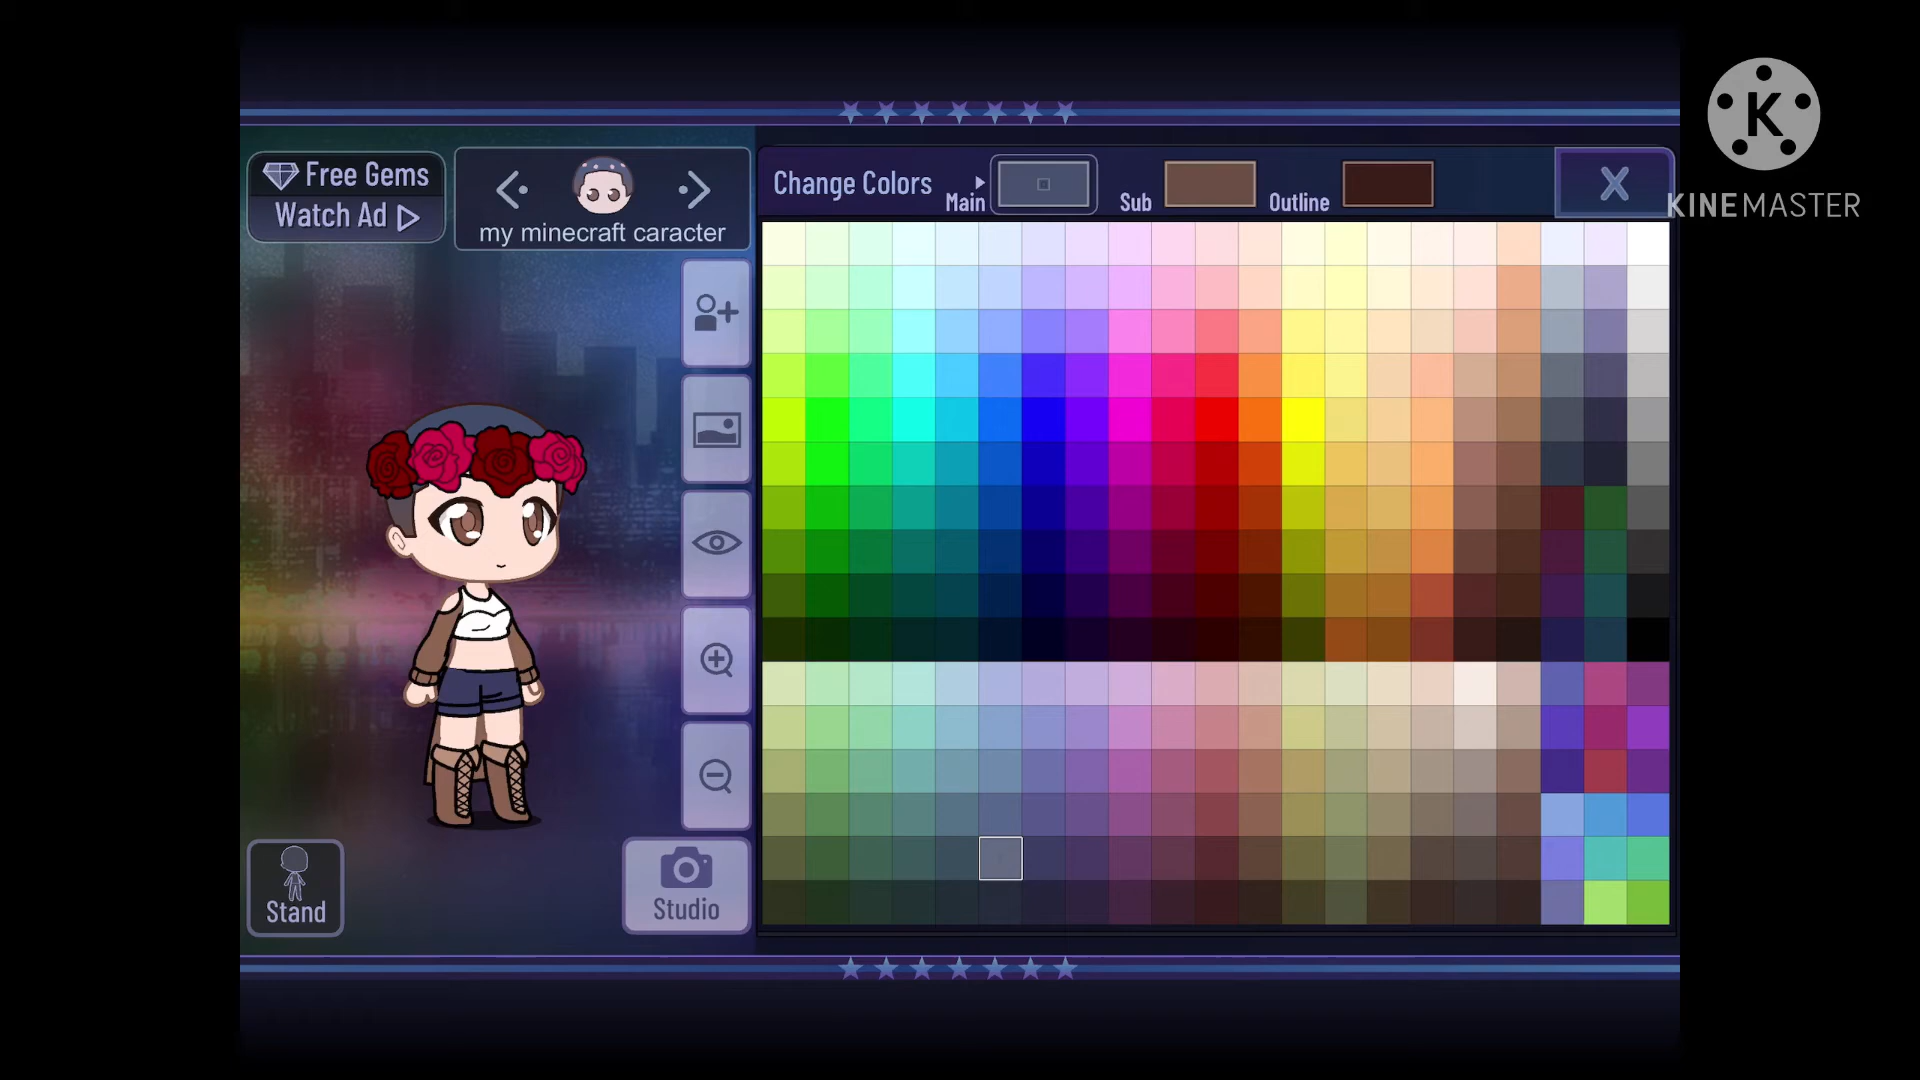 Free Gems
Watch Ad
my minecraft caracter
Change Colors
Main
Sub
Outline
X
K
KINEMASTER
Stand
Studio